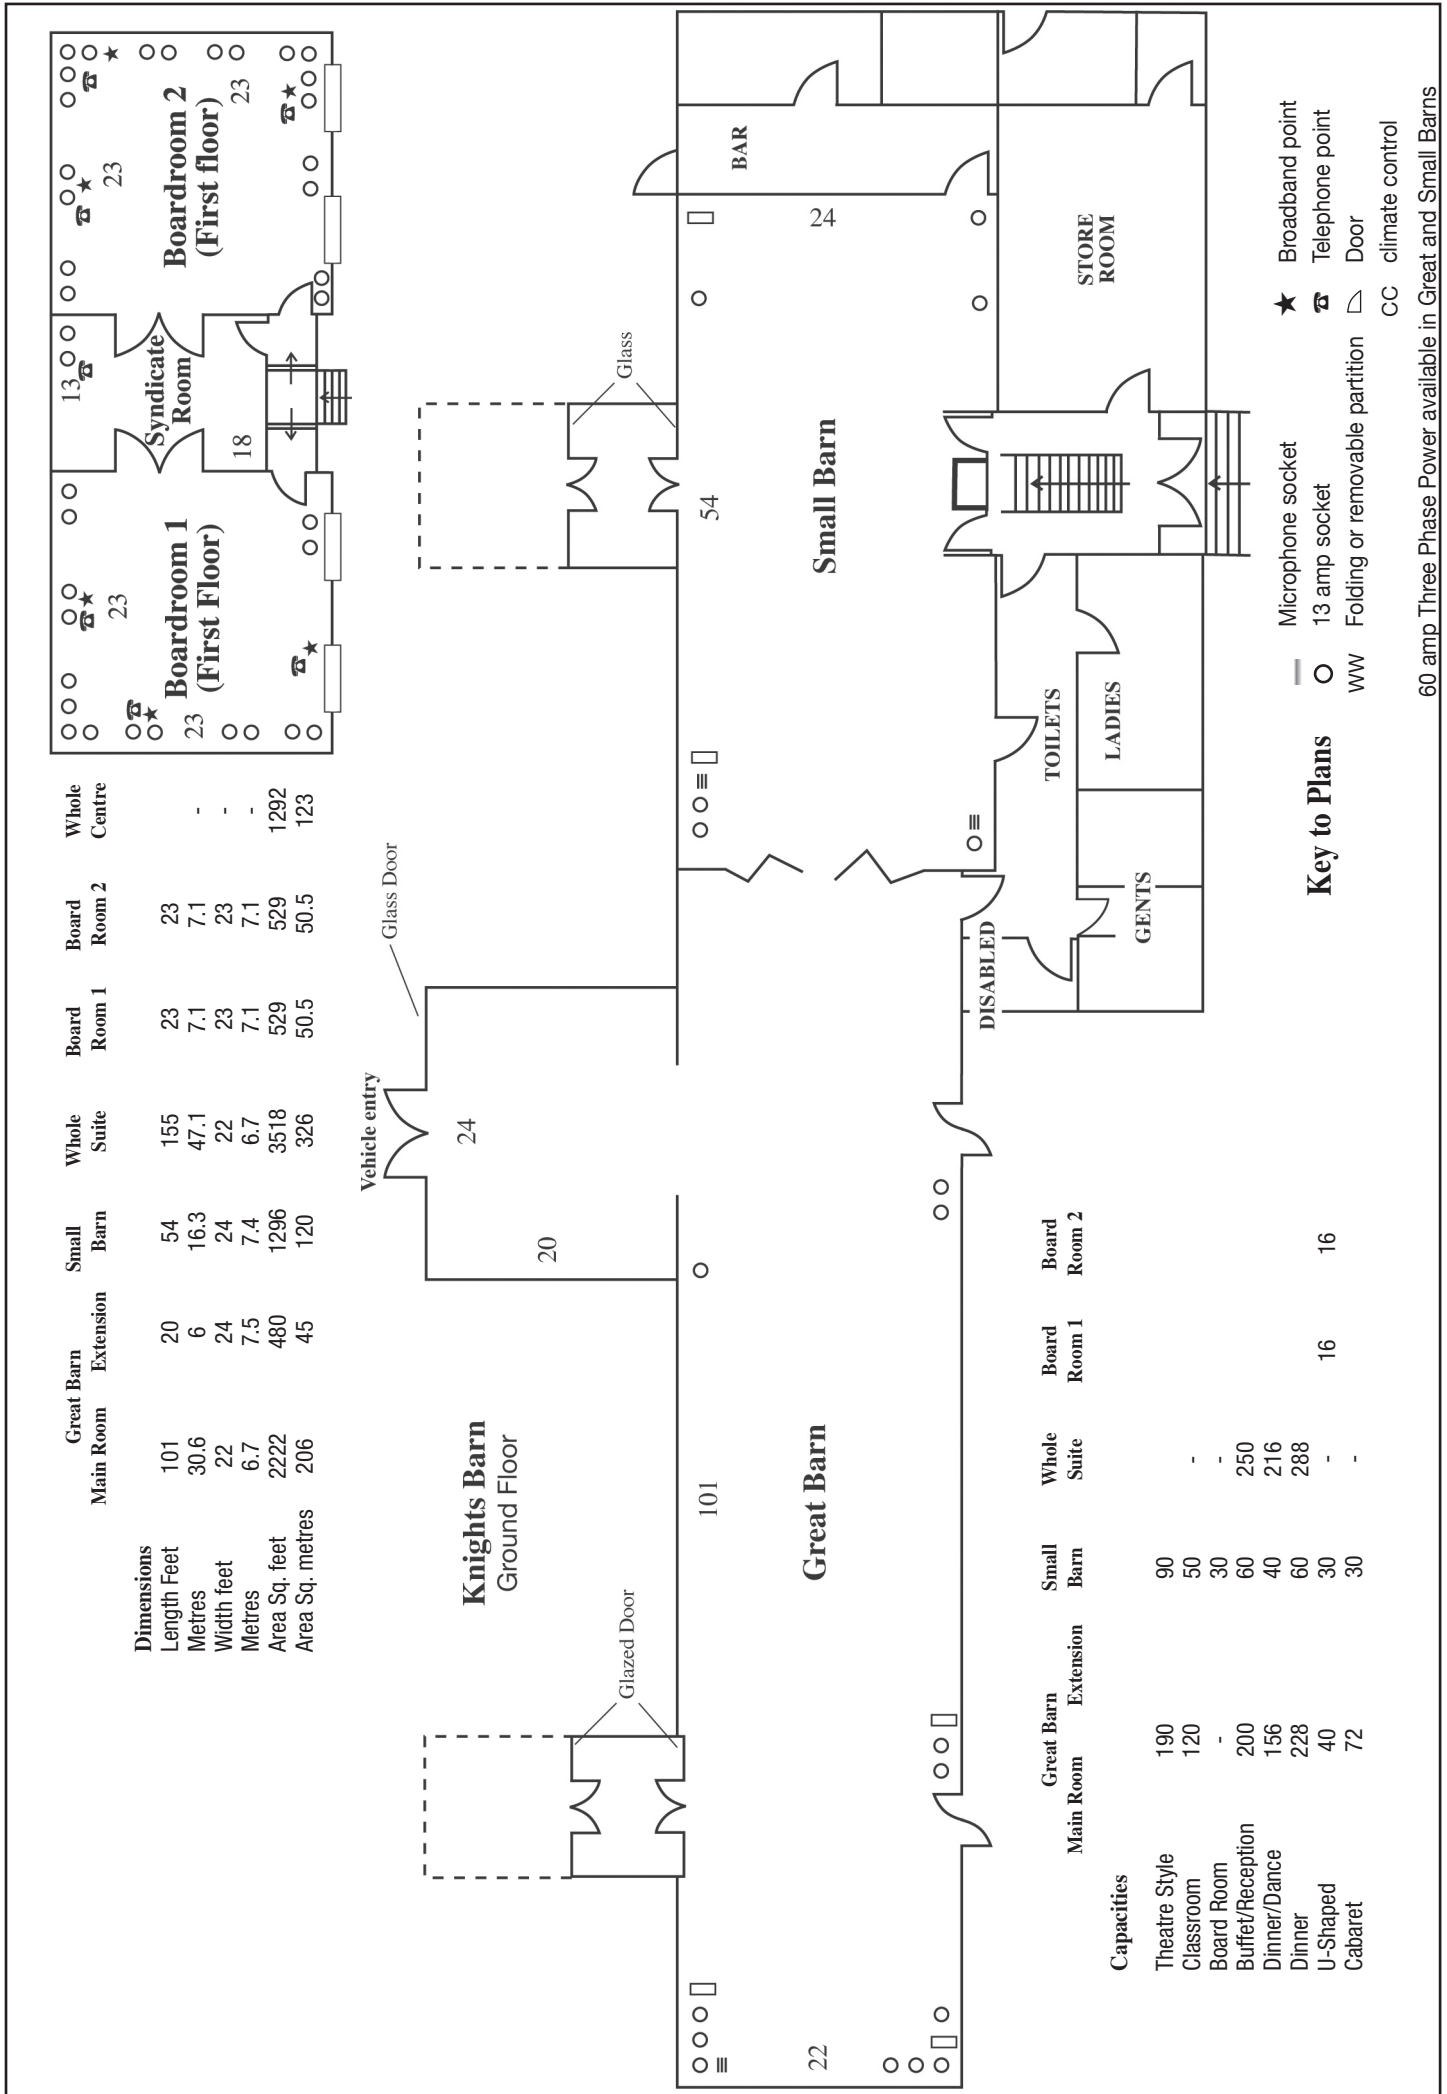 Dimensions
Great Barn Small Whole Board Board Whole
Main Room Extension Barn Suite Room 1 Room 2 Centre
Length Feet 101 20 54 155 23 23
Metres 30.6 6 16.3 47.1 7.1 7.1 -
Width feet 22 24 24 22 23 23 -
Metres 6.7 7.5 7.4 6.7 7.1 7.1 -
Area Sq. feet 2222 480 1296 3518 529 529 1292
Area Sq. metres 206 45 120 326 50.5 50.5 123
Boardroom 1
(First Floor)
23
23
Syndicate
Room
13
18
Boardroom 2
(First floor)
23
23
Knights Barn
Ground Floor
Vehicle entry
Glass Door
24
20
Glazed Door
Glass
101
Great Barn
22
54
Small Barn
24
BAR
STORE
ROOM
DISABLED
TOILETS
LADIES
GENTS
Capacities
Great Barn Small Whole Board Board
Main Room Extension Barn Suite Room 1 Room 2
Theatre Style 190 90
Classroom 120 50 -
Board Room - 30 -
Buffet/Reception 200 60 250
Dinner/Dance 156 40 216
Dinner 228 60 288
U-Shaped 40 30 - 16 16
Cabaret 72 30 -
Key to Plans
Microphone socket
13 amp socket
WW Folding or removable partition
Broadband point
Telephone point
Door
CC climate control
60 amp Three Phase Power available in Great and Small Barns